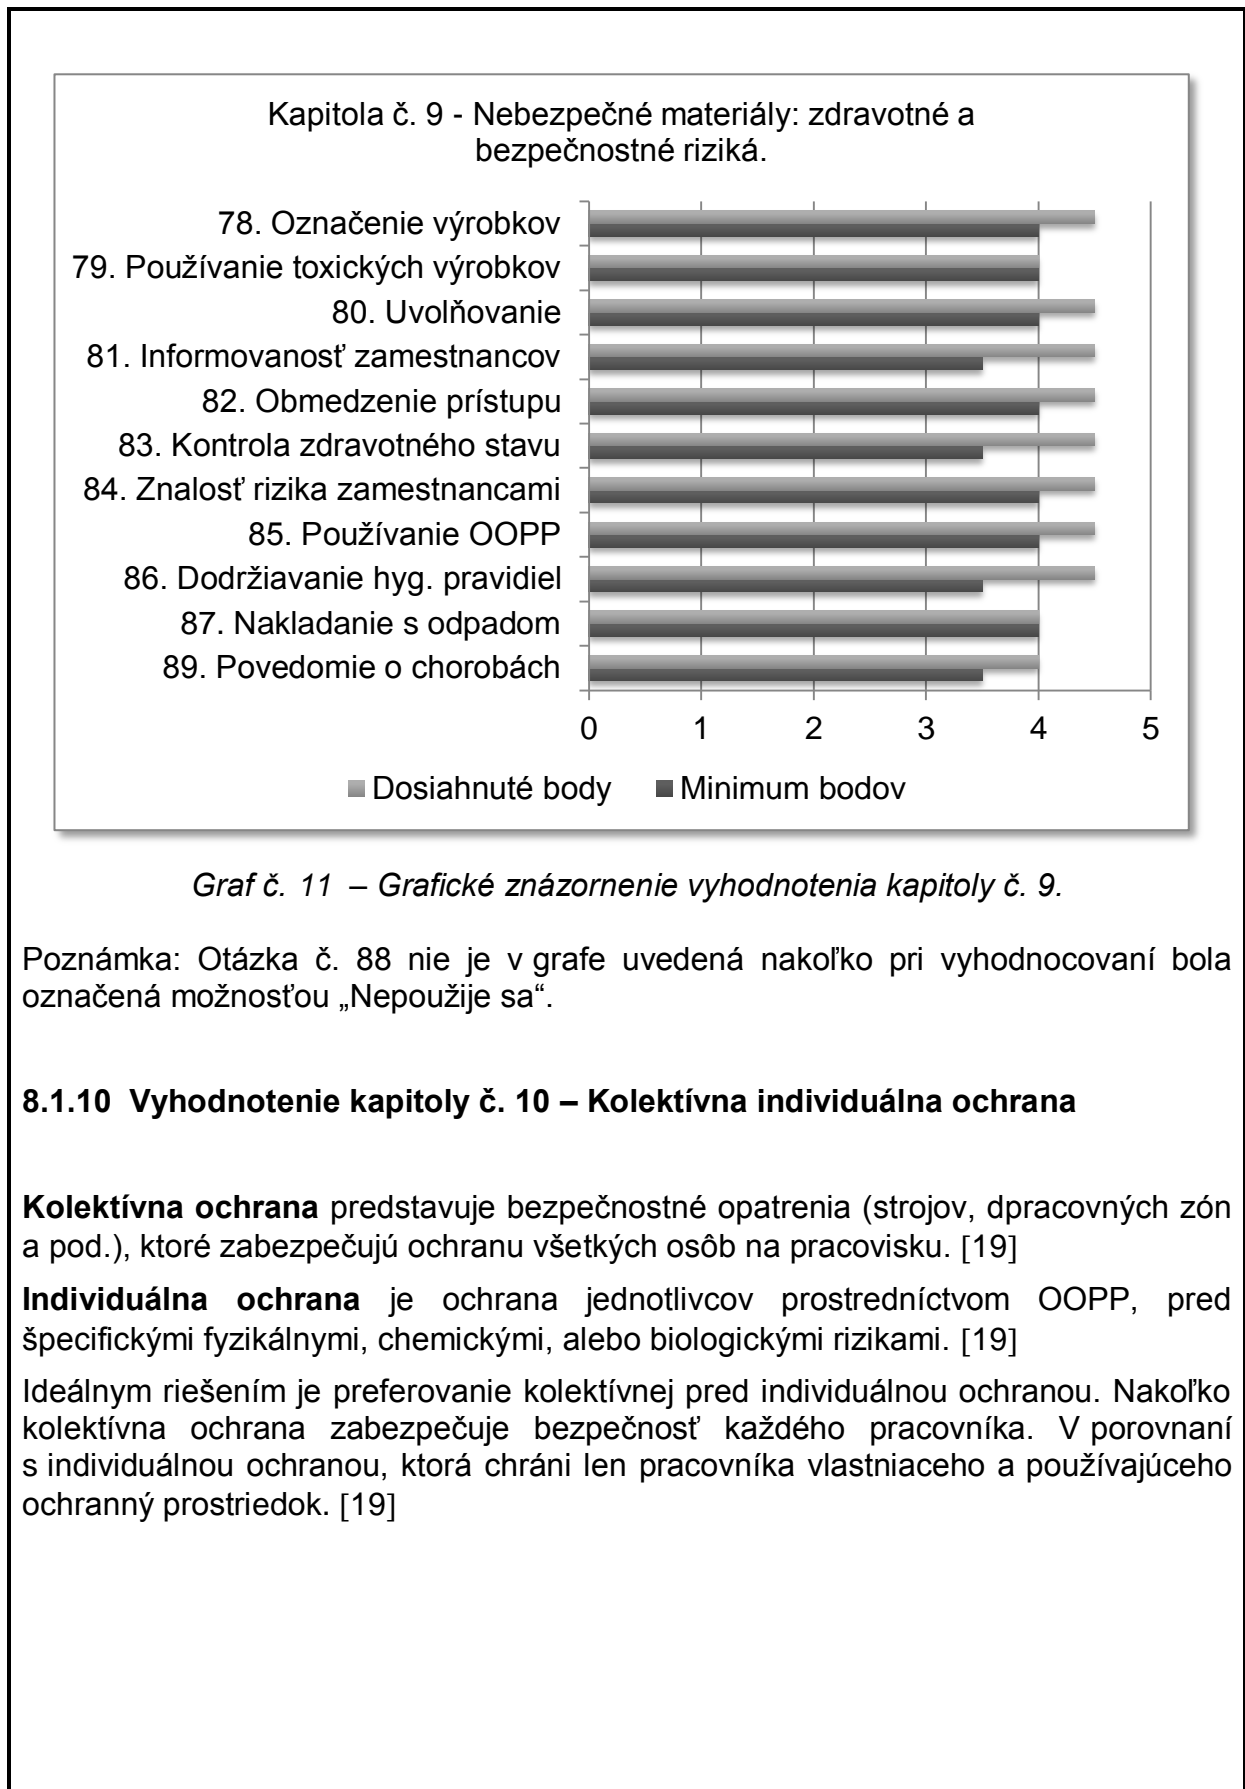 Kapitola č. 9 - Nebezpečné materiály: zdravotné a
bezpečnostné riziká.
78. Označenie výrobkov
79. Používanie toxických výrobkov
80. Uvolňovanie
81. Informovanosť zamestnancov
82. Obmedzenie prístupu
83. Kontrola zdravotného stavu
84. Znalosť rizika zamestnancami
85. Používanie OOPP
86. Dodržiavanie hyg. pravidiel
87. Nakladanie s odpadom
89. Povedomie o chorobách
0 1 2 3 4 5
Dosiahnuté body Minimum bodov
Graf č. 11 – Grafické znázornenie vyhodnotenia kapitoly č. 9.
Poznámka: Otázka č. 88 nie je v grafe uvedená nakoľko pri vyhodnocovaní bola
označená možnosťou „Nepoužije sa“.
8.1.10 Vyhodnotenie kapitoly č. 10 – Kolektívna individuálna ochrana
Kolektívna ochrana predstavuje bezpečnostné opatrenia (strojov, dpracovných zón
a pod.), ktoré zabezpečujú ochranu všetkých osôb na pracovisku. [19]
Individuálna ochrana je ochrana jednotlivcov prostredníctvom OOPP, pred
špecifickými fyzikálnymi, chemickými, alebo biologickými rizikami. [19]
Ideálnym riešením je preferovanie kolektívnej pred individuálnou ochranou. Nakoľko
kolektívna ochrana zabezpečuje bezpečnosť každého pracovníka. V porovnaní
s individuálnou ochranou, ktorá chráni len pracovníka vlastniaceho a používajúceho
ochranný prostriedok. [19]